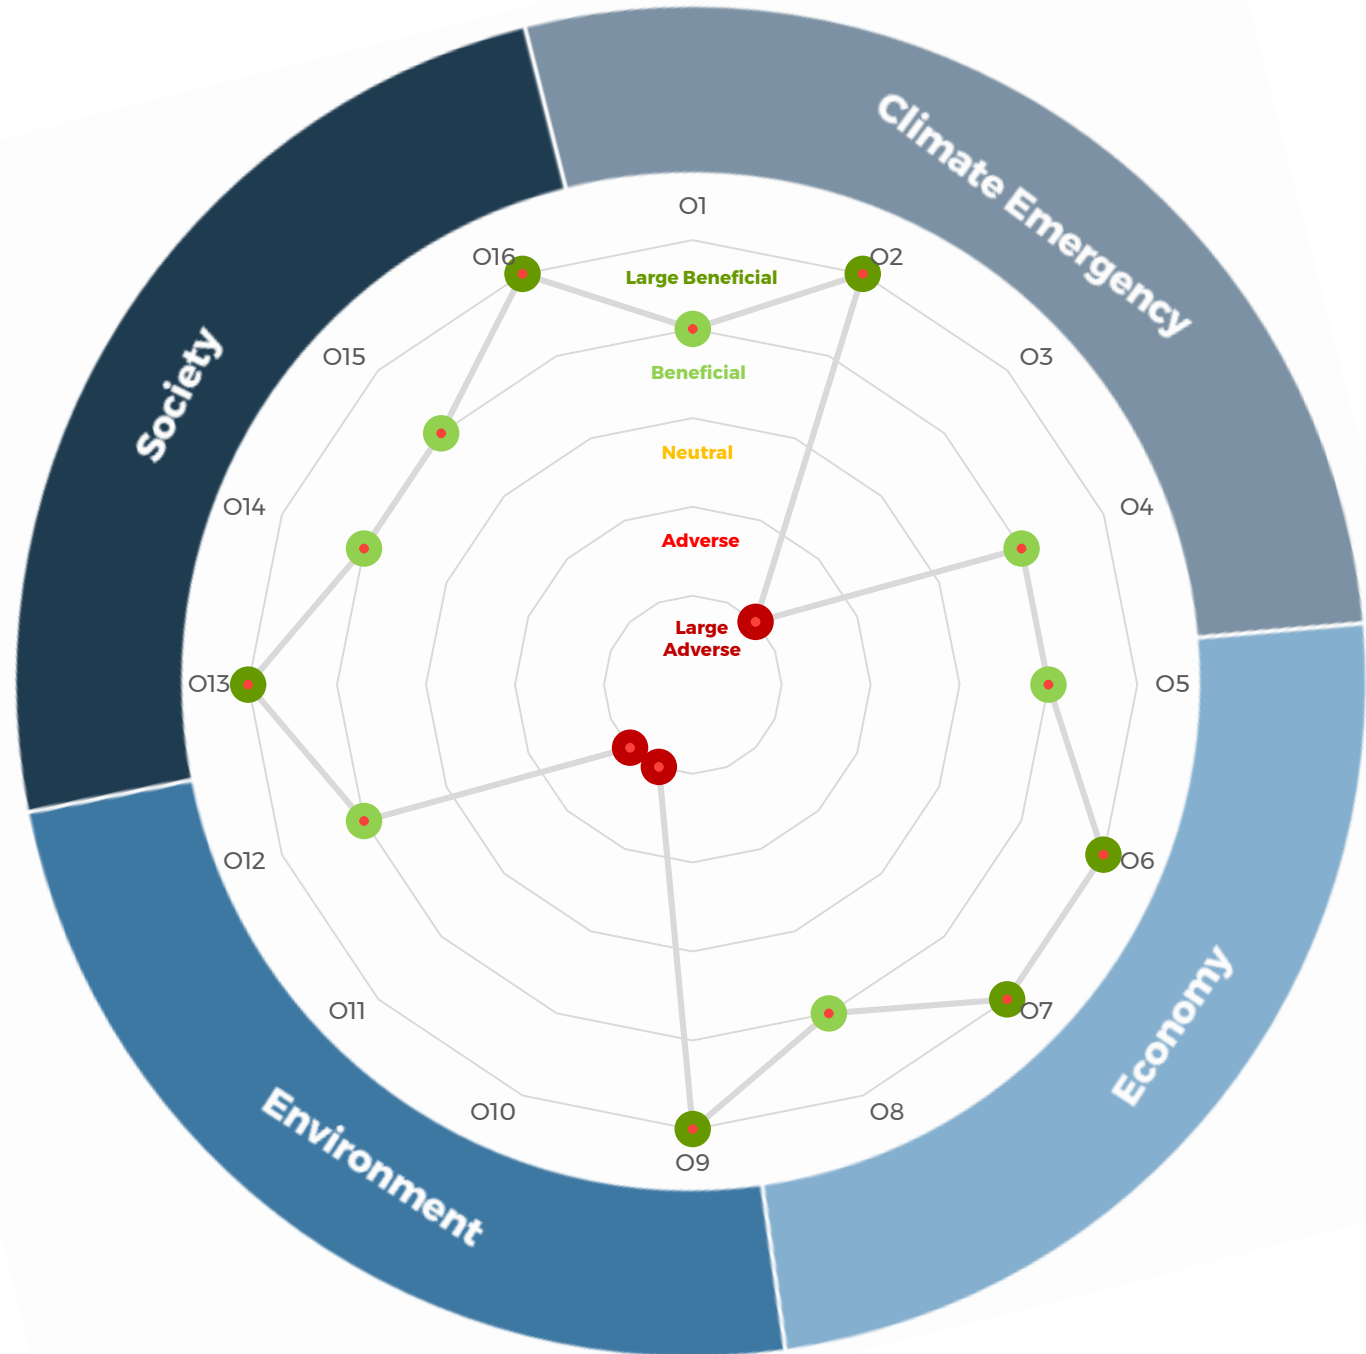 Climate Emergency
Society
Economy
Environment
O1
O2
O3
O4
O5
O6
O7
O8
O9
O10
O11
O12
O13
O14
O15
O16
Large Beneficial
Beneficial
Neutral
Adverse
Large
Adverse